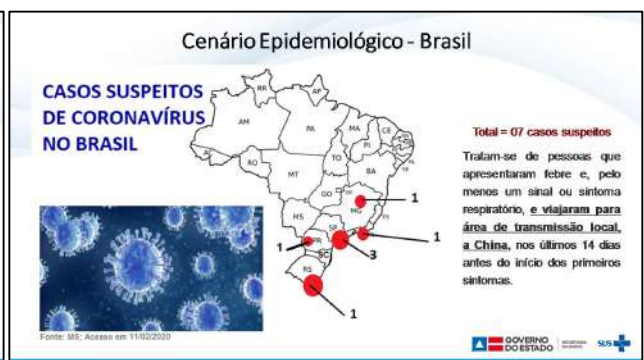 Cenário Epidemiológico - Brasil
CASOS SUSPEITOS
DE CORONAVÍRUS
NO BRASIL
RR
AP
AM
PA
MA
CE
PI
AC
RO
TO
MT
BA
GO
DF
MG
ES
MS
SP
PR
SC
RS
AL
SE
1
1
1
3
1
Total = 07 casos suspeitos
Tratam-se de pessoas que
apresentaram febre e, pelo
menos um sinal ou sintoma
respiratório, e viajaram para
área de transmissão local,
a China, nos últimos 14 dias
antes do início dos primeiros
sintomas.
Fonte: MS; Acesso em 11/02/2020
GOVERNO
DO ESTADO
SUS